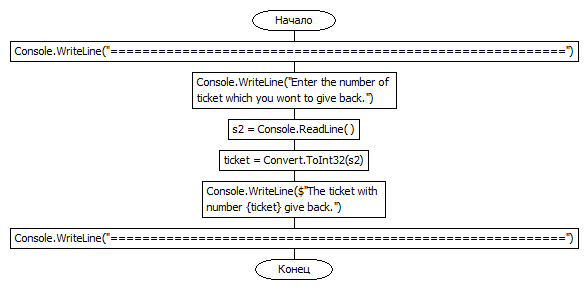 Начало
Console.WriteLine("=========================================================")
Console.WriteLine("Enter the number of
ticket which you wont to give back.")
s2 = Console.ReadLine( )
ticket = Convert.ToInt32(s2)
Console.WriteLine($"The ticket with
number {ticket} give back.")
Console.WriteLine("=========================================================")
Конец